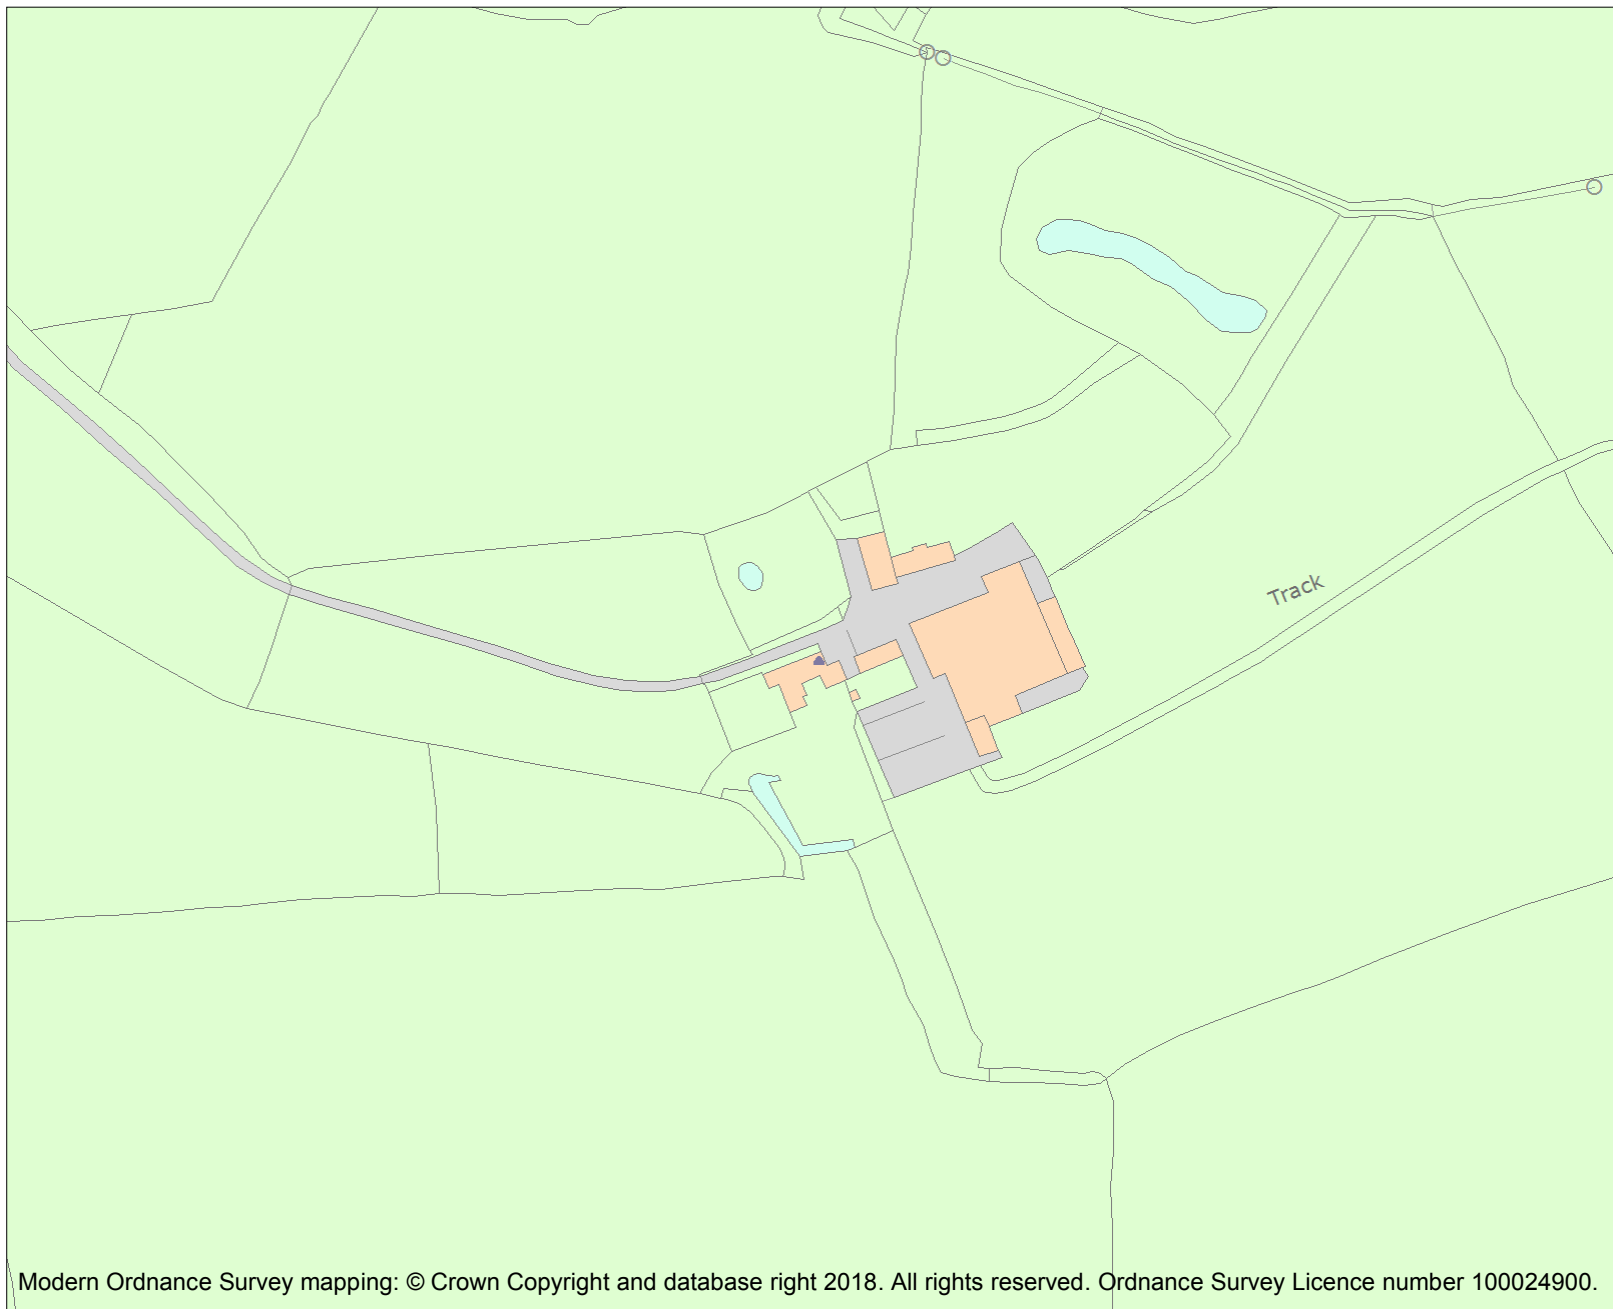 Track
Modern Ordnance Survey mapping: © Crown Copyright and database right 2018. All rights reserved. Ordnance Survey Licence number 100024900.